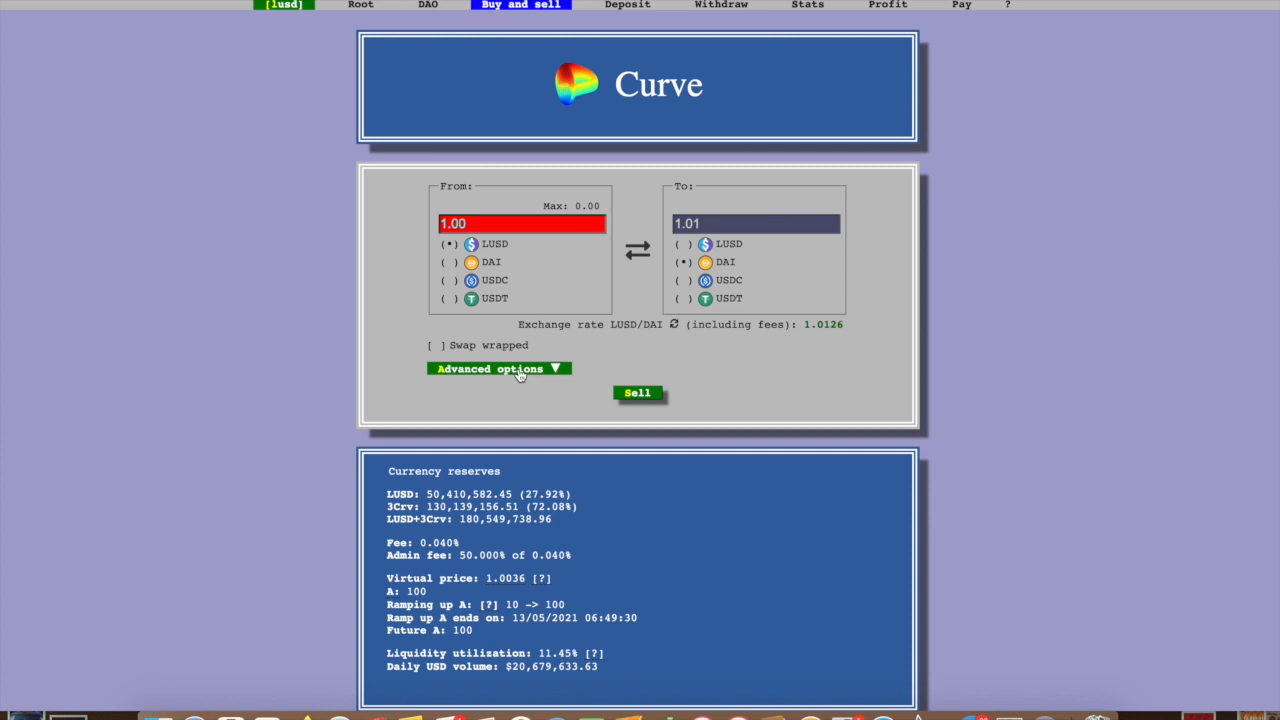 [lusd] Root DAO Buy and sell Deposit Withdraw Stats Profit Pay ?
Curve
From: To:
Max: 0.00
1.00 1.01
(•) LUSD ( ) LUSD
( ) DAI (•) DAI
( ) USDC ( ) USDC
( ) USDT ( ) USDT
Exchange rate LUSD/DAI (including fees): 1.0126
[ ] Swap wrapped
Advanced options ▼
Sell
Currency reserves
LUSD: 50,410,582.45 (27.92%)
3Crv: 130,139,156.51 (72.08%)
LUSD+3Crv: 180,549,738.96
Fee: 0.040%
Admin fee: 50.000% of 0.040%
Virtual price: 1.0036 [?]
A: 100
Ramping up A: [?] 10 -> 100
Ramp up A ends on: 13/05/2021 06:49:30
Future A: 100
Liquidity utilization: 11.45% [?]
Daily USD volume: $20,679,633.63